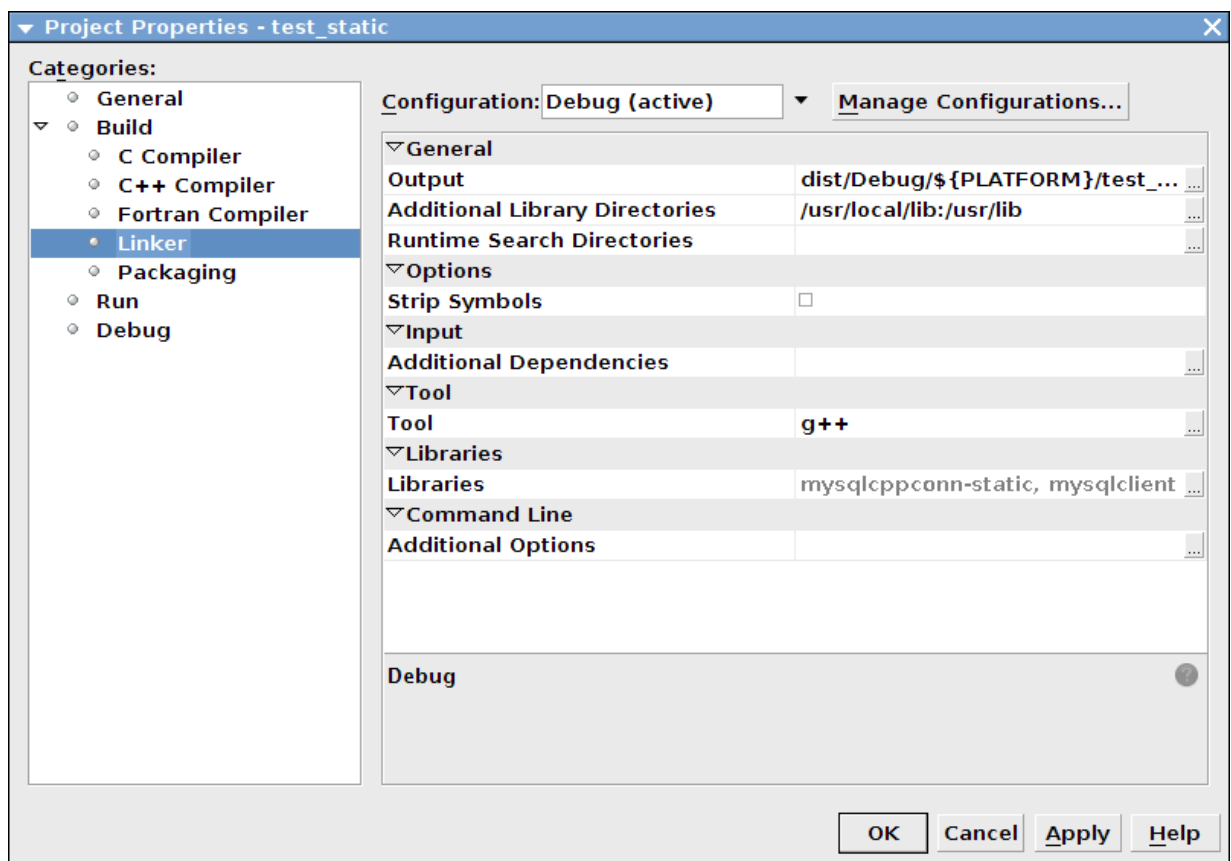 Project Properties - test_static
Categories:
General
Build
C Compiler
C++ Compiler
Fortran Compiler
Linker
Packaging
Run
Debug
Configuration: Debug (active) Manage Configurations...
General
Output dist/Debug/${PLATFORM}/test_... ...
Additional Library Directories /usr/local/lib:/usr/lib ...
Runtime Search Directories ...
Options
Strip Symbols
Input
Additional Dependencies ...
Tool
Tool g++ ...
Libraries
Libraries mysqlcppconn-static, mysqlclient ...
Command Line
Additional Options ...
Debug ?
OK Cancel Apply Help